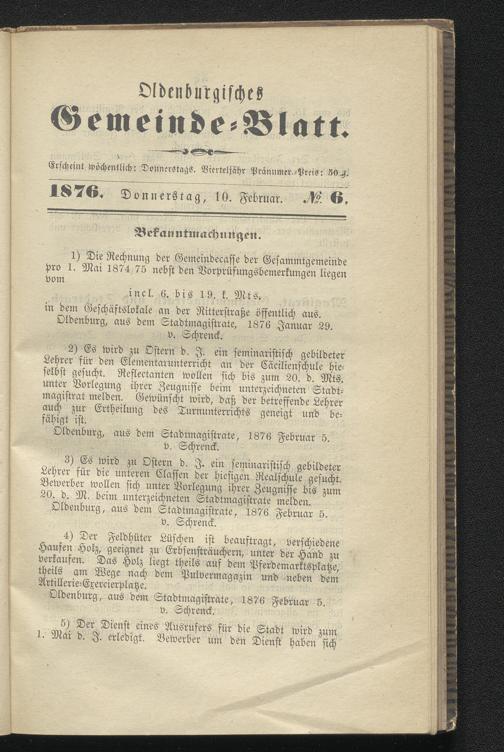 Oldenburgisches
Gemeinde=Blatt.
Erscheint wöchentlich: Donnerstags. Vierteljähr Pränumer.=Preis: 50 ₰.
1876. Donnerstag, 10. Februar. № 6.
Bekanntmachungen.
1) Die Rechnung der Gemeindecasse der Gesammtgemeinde
pro 1. Mai 1874/75 nebst den Vorprüfungsbemerkungen liegen
vom
incl. 6. bis 19. k. Mts.
in dem Geschäftslokale an der Ritterstraße öffentlich aus.
Oldenburg, aus dem Stadtmagistrate, 1876 Januar 29.
v. Schrenck.
2) Es wird zu Ostern d. J. ein seminaristisch gebildeter
Lehrer für den Elementarunterricht an der Cäcilienschule hie-
selbst gesucht. Reflectanten wollen sich bis zum 20. d. Mts.
unter Vorlegung ihrer Zeugnisse beim unterzeichneten Stadt-
magistrat melden. Gewünscht wird, daß der betreffende Lehrer
auch zur Ertheilung des Turnunterrichts geneigt und be-
fähigt ist.
Oldenburg, aus dem Stadtmagistrate, 1876 Februar 5.
v. Schrenck.
3) Es wird zu Ostern d. J. ein seminaristisch gebildeter
Lehrer für die unteren Classen der hiesigen Realschule gesucht.
Bewerber wollen sich unter Vorlegung ihrer Zeugnisse bis zum
20. d. M. beim unterzeichneten Stadtmagistrate melden.
Oldenburg, aus dem Stadtmagistrate, 1876 Februar 5.
v. Schrenck.
4) Der Feldhüter Lüschen ist beauftragt, verschiedene
Haufen Holz, geeignet zu Erbsensträuchern, unter der Hand zu
verkaufen. Das Holz liegt theils auf dem Pferdemarktsplatze,
theils am Wege nach dem Pulvermagazin und neben dem
Artillerie=Exercierplatze.
Oldenburg, aus dem Stadtmagistrate, 1876 Februar 5.
v. Schrenck.
5) Der Dienst eines Ausrufers für die Stadt wird zum
1. Mai d. J. erledigt. Bewerber um den Dienst haben sich